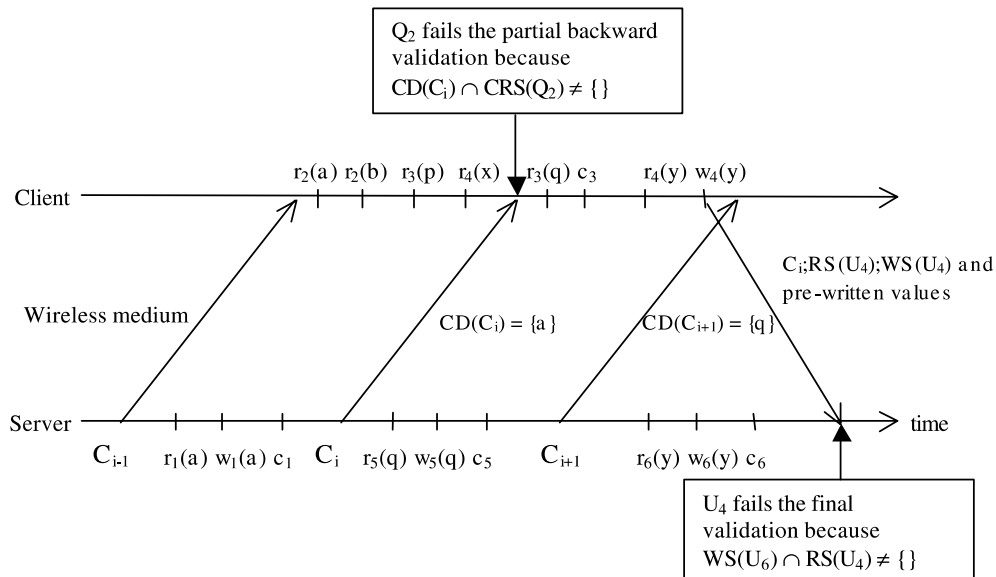 Q₂ fails the partial backward
validation because
CD(Cᵢ) ∩ CRS(Q₂) ≠ {}
r₂(a) r₂(b) r₃(p) r₄(x) r₃(q) c₃ r₄(y) w₄(y)
Client
Cᵢ;RS(U₄);WS(U₄) and
pre-written values
Wireless medium
CD(Cᵢ) = {a}
CD(Cᵢ₊₁) = {q}
Server
time
Cᵢ₋₁ r₁(a) w₁(a) c₁ Cᵢ r₅(q) w₅(q) c₅ Cᵢ₊₁ r₆(y) w₆(y) c₆
U₄ fails the final
validation because
WS(U₆) ∩ RS(U₄) ≠ {}